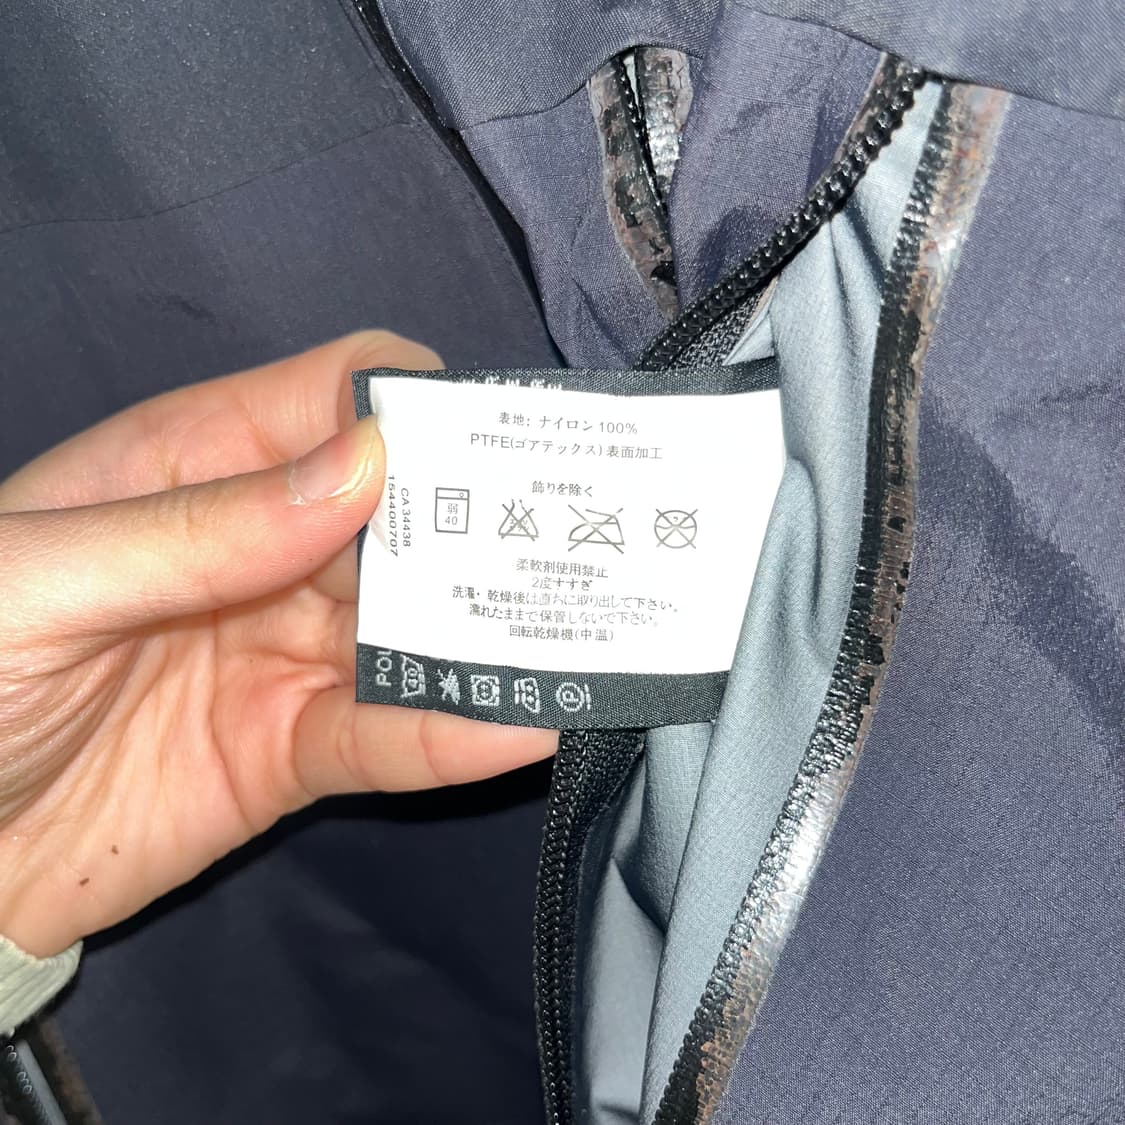 表地: ナイロン 100%
PTFE(ゴアテックス)表面加工
飾りを除く
弱
40
柔軟剤使用禁止
2度すすぎ
洗濯・乾燥後は直ちに取り出して下さい。
濡れたままで保管しないで下さい。
回転乾燥機(中温)
CA 34438
154400707